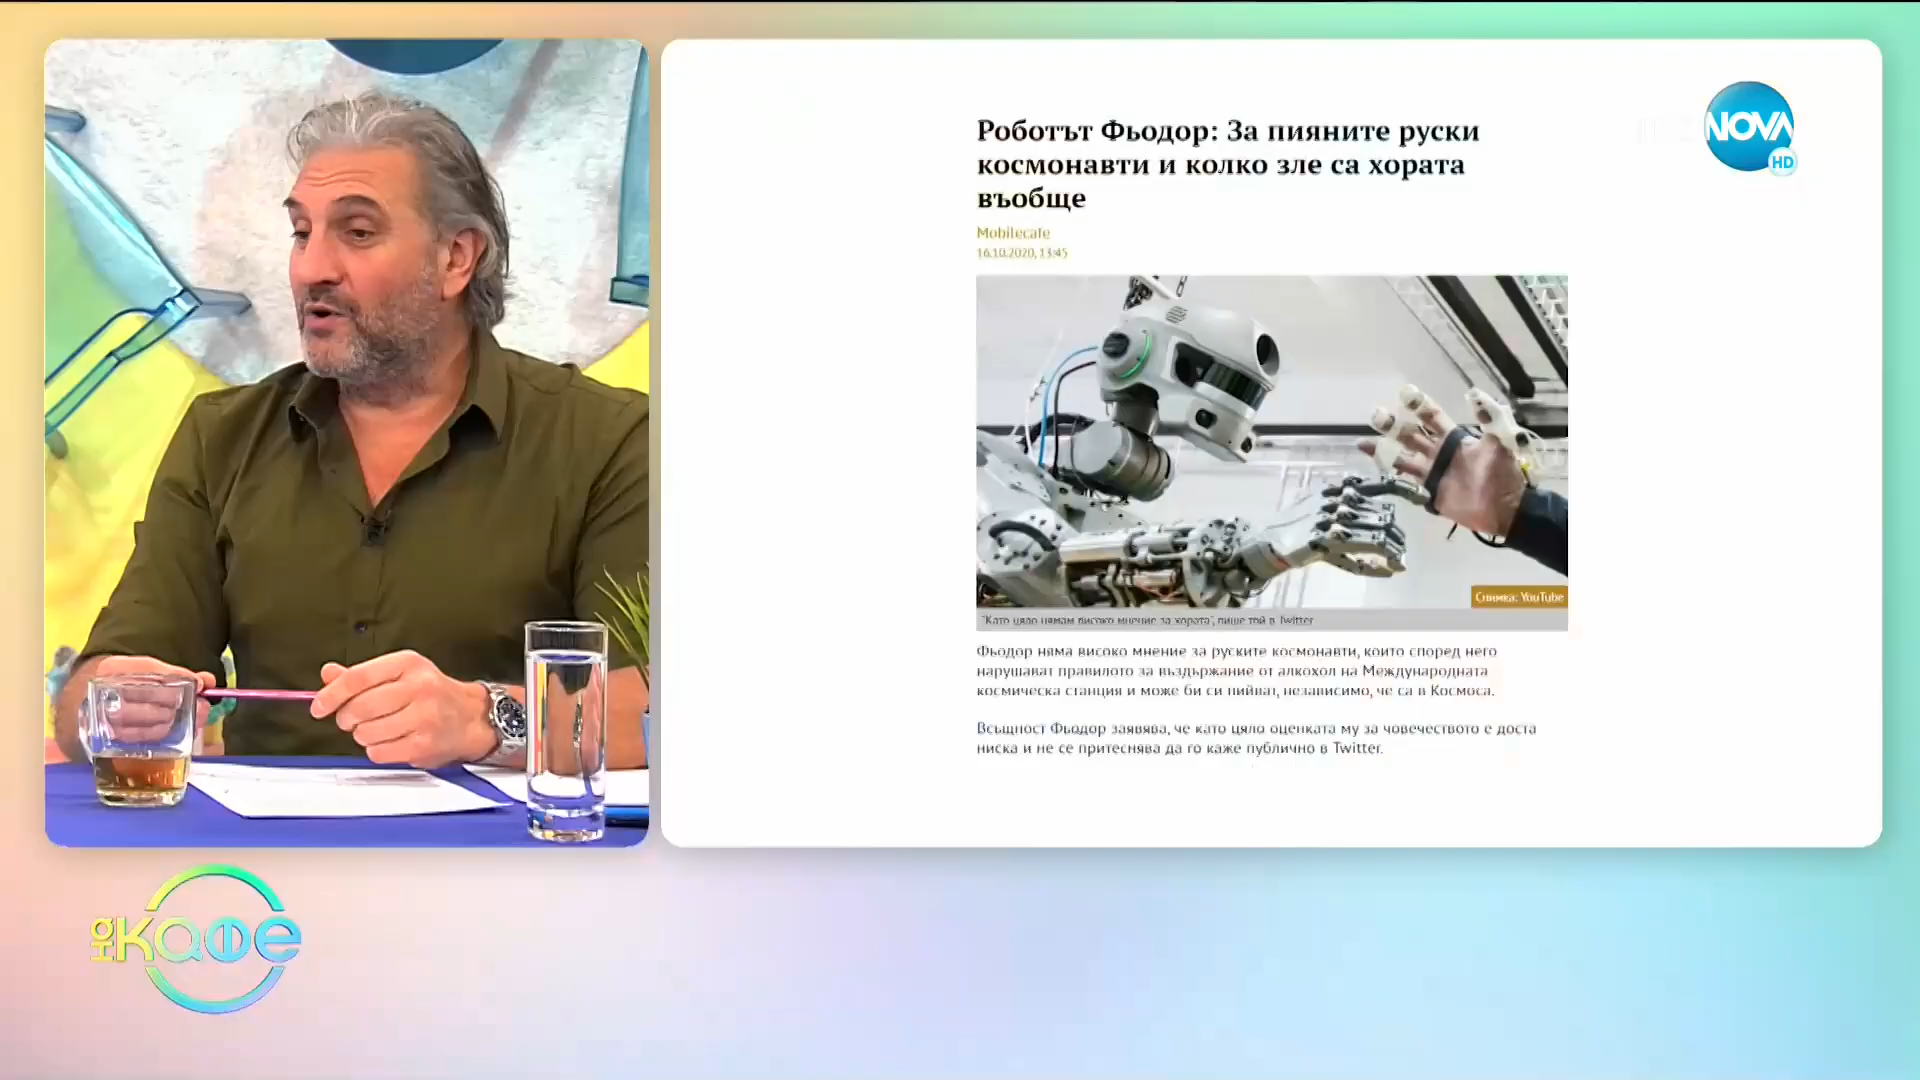 Роботът Фьодор: За пияните руски
космонавти и колко зле са хората
въобще
Mobilecafe
16.10.2020, 13:45
Снимка: YouTube
"Като цяло нямам високо мнение за хората", пише той в Twitter
Фьодор няма високо мнение за руските космонавти, които според него
нарушават правилото за въздържание от алкохол на Международната
космическа станция и може би си пийват, независимо, че са в Космоса.
Всъщност Фьодор заявява, че като цяло оценката му за човечеството е доста
ниска и не се притеснява да го каже публично в Twitter.
NOVA
HD
на кафе